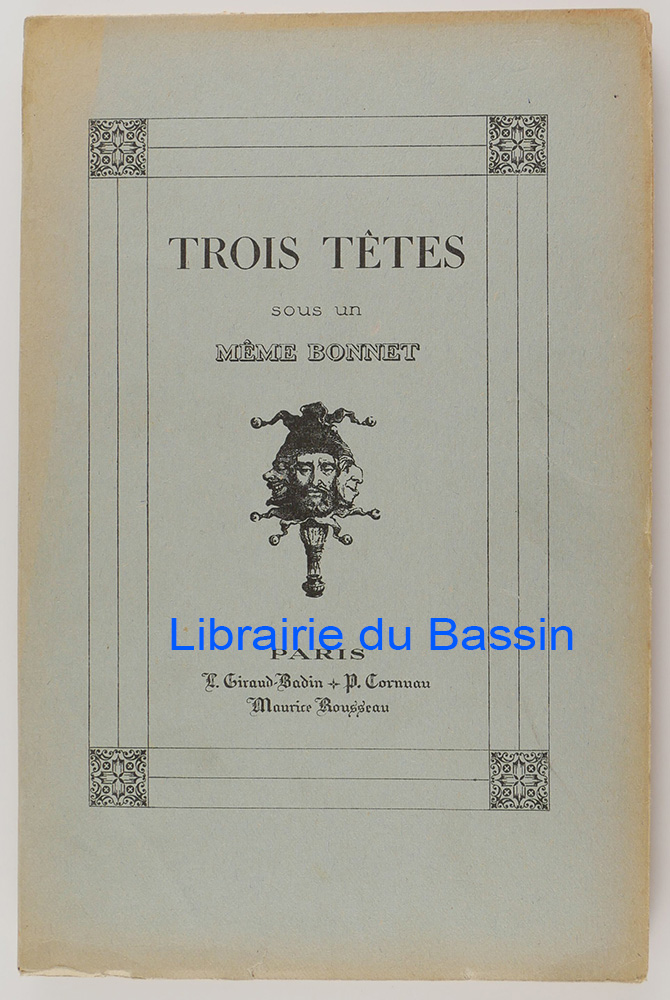 TROIS TÊTES
sous un
MÊME BONNET
Librairie du Bassin
PARIS
L. Giraud-Badin + P. Cornuau
Maurice Rousseau